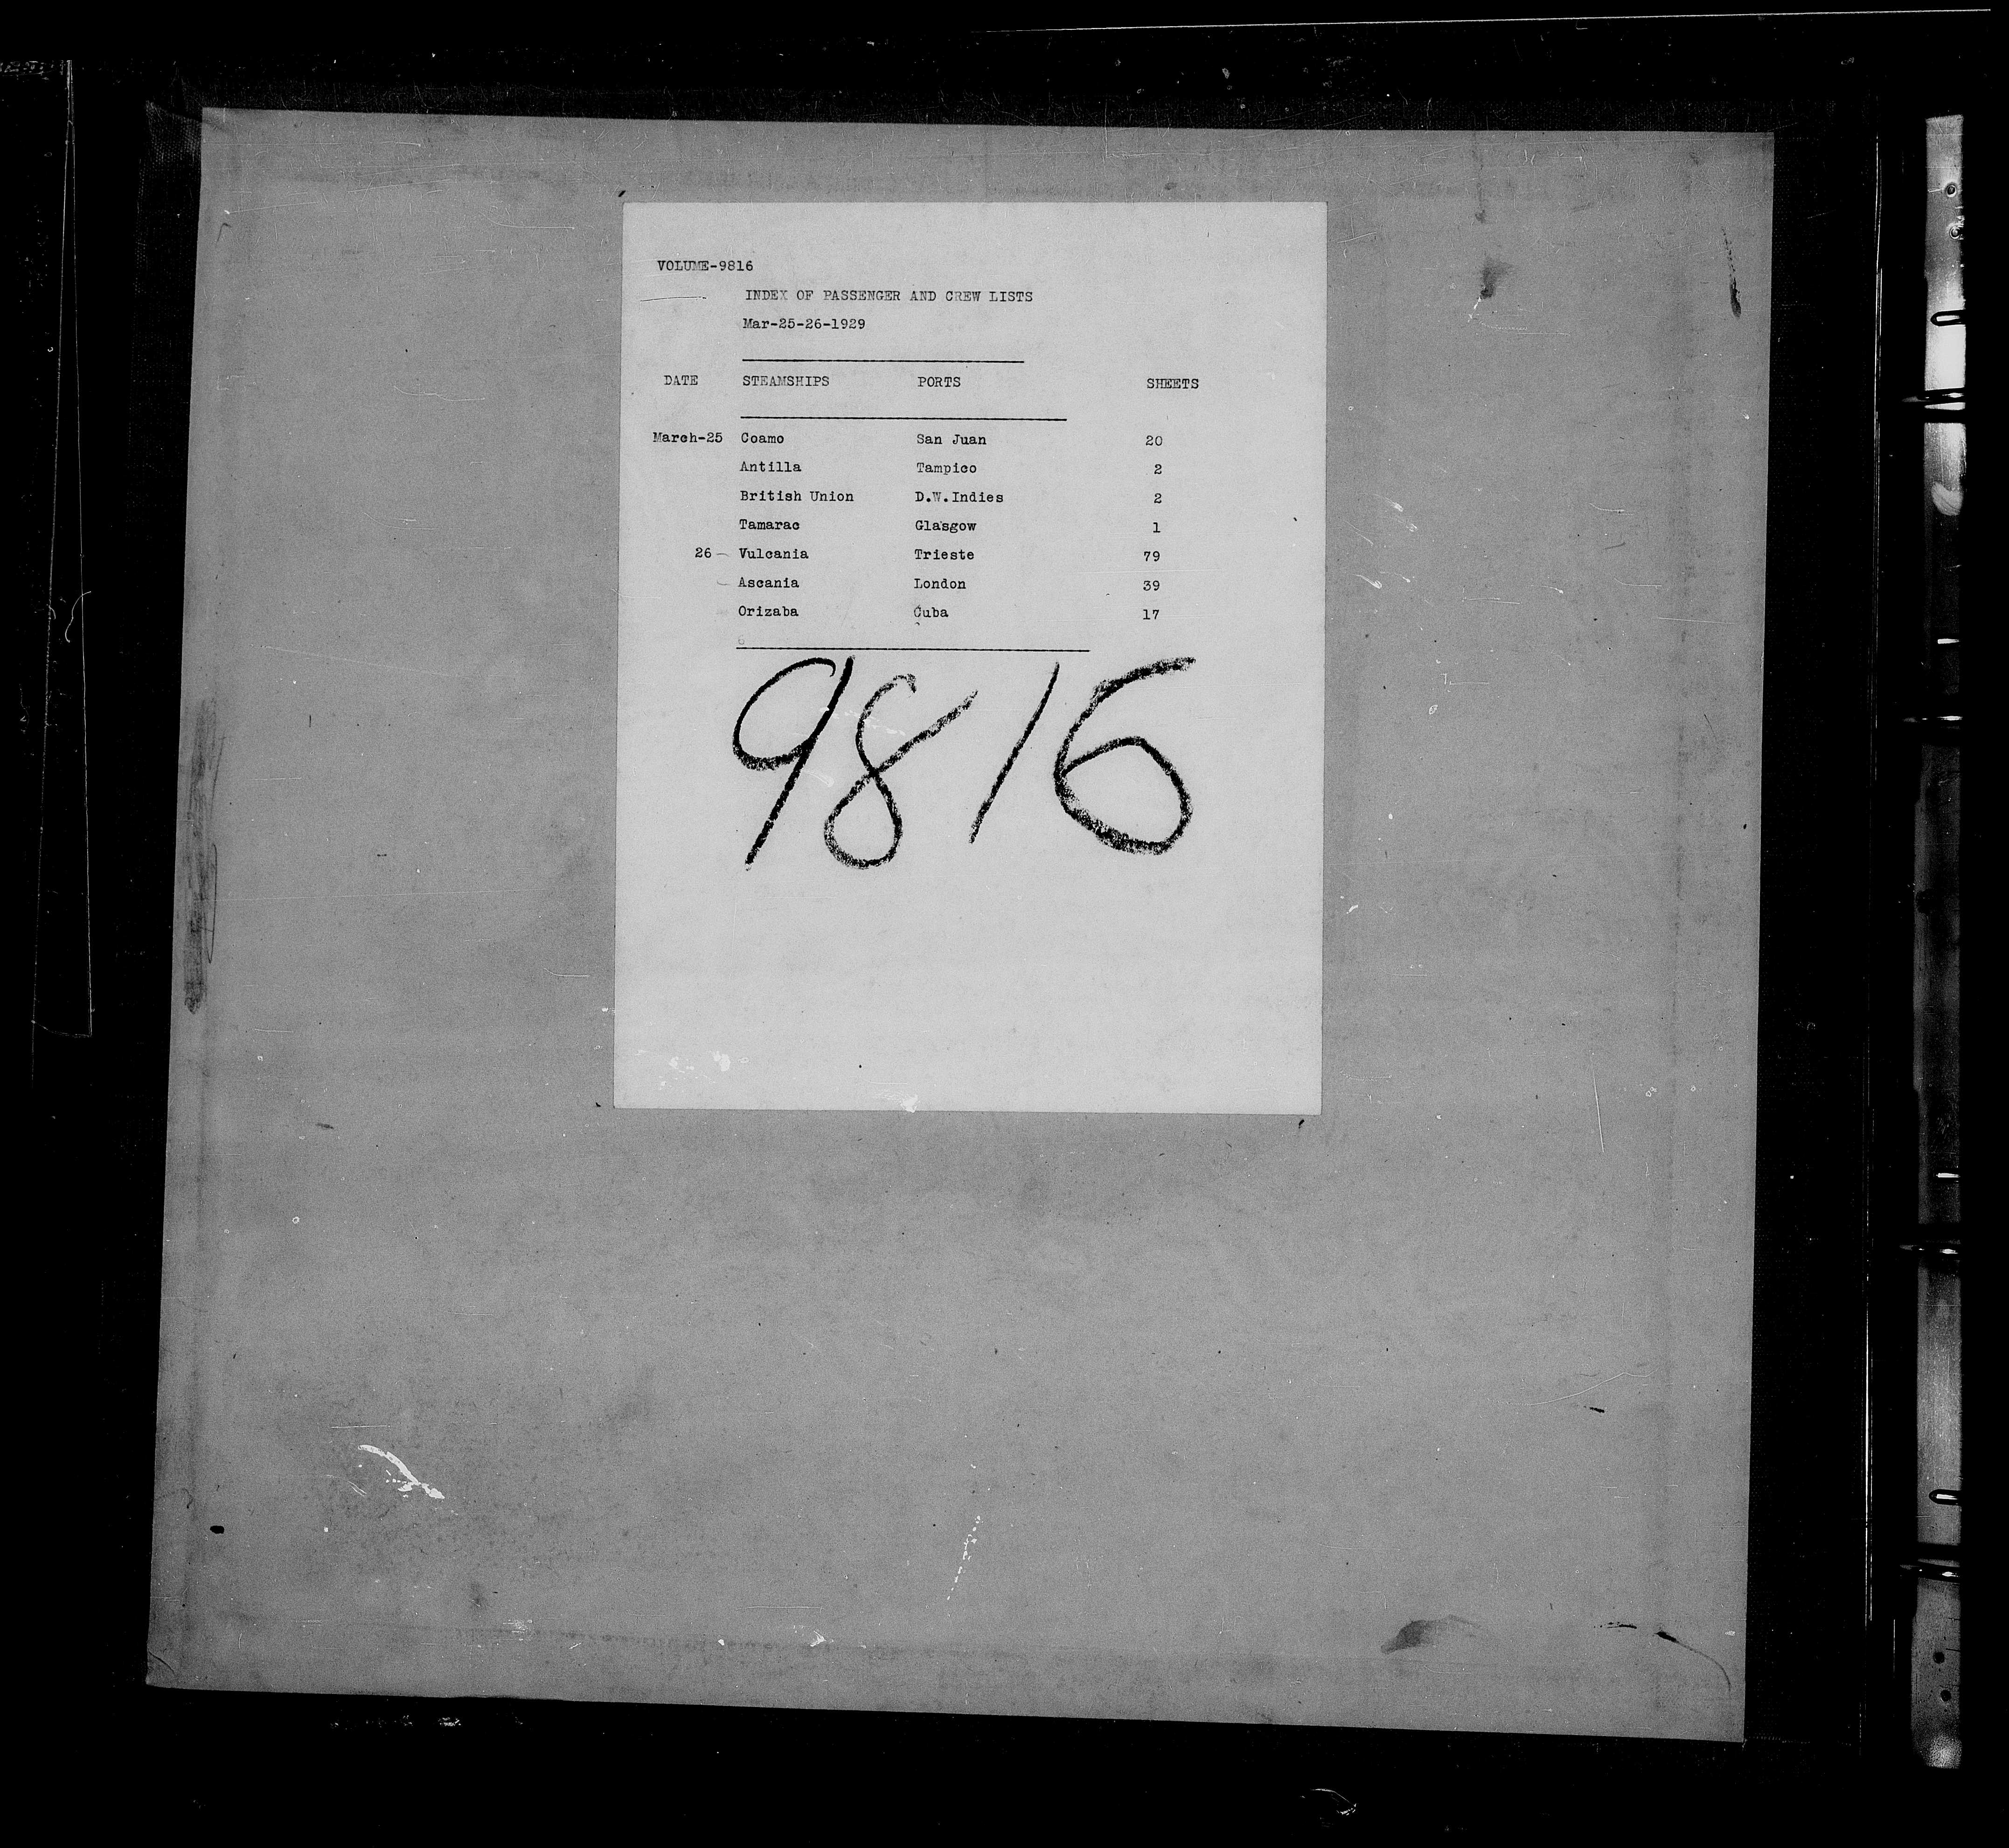 VOLUME-9816
INDEX OF PASSENGER AND CREW LISTS
Mar-25-26-1929
DATE STEAMSHIPS PORTS SHEETS
March-25 Coamo San Juan 20
Antilla Tampico 2
British Union D.W.Indies 2
Tamarac Glasgow 1
26 Vulcania Trieste 79
Ascania London 39
Orizaba Cuba 17
9816